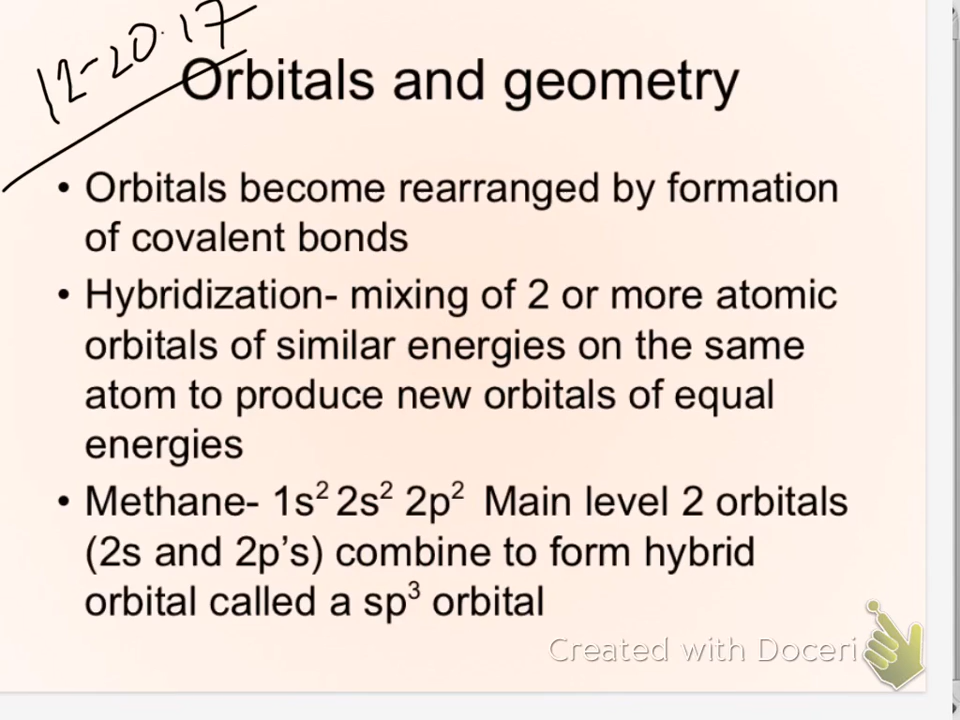 12-20.17
Orbitals and geometry
• Orbitals become rearranged by formation
of covalent bonds
• Hybridization- mixing of 2 or more atomic
orbitals of similar energies on the same
atom to produce new orbitals of equal
energies
• Methane- 1s² 2s² 2p² Main level 2 orbitals
(2s and 2p’s) combine to form hybrid
orbital called a sp³ orbital
Created with Doceri